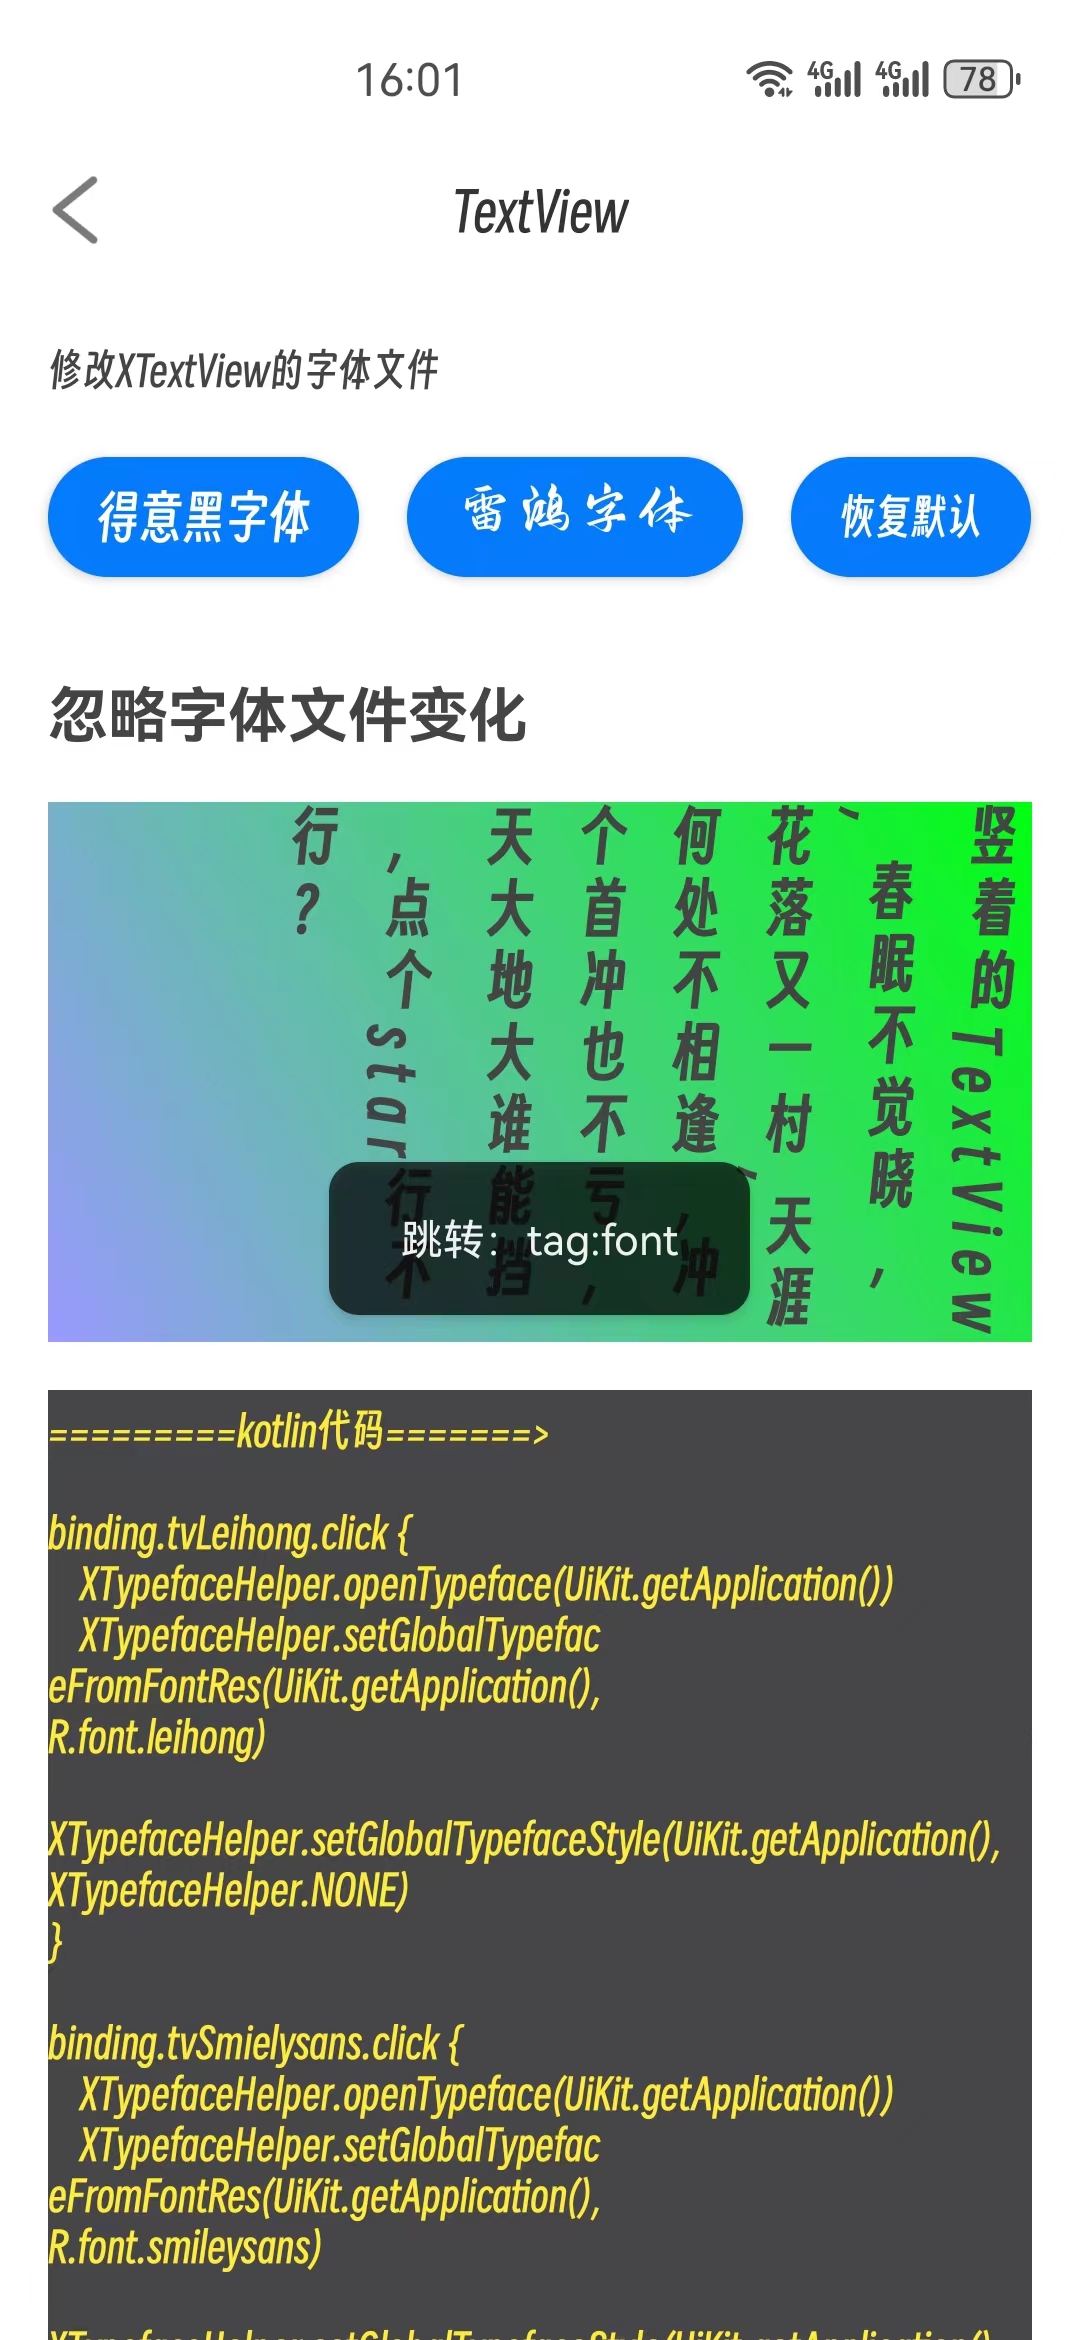 16:01
4G 4G 78
TextView
修改XTextView的字体文件
得意黑字体 雷鸿字体 恢复默认
忽略字体文件变化
竖着的TextView
、春眠不觉晓，
花落又一村、天涯
何处不相逢，冲
个首冲也不亏，
天大地大谁能挡
，点个star行不
行？
跳转：tag:font
=========kotlin代码=======>
binding.tvLeihong.click {
XTypefaceHelper.openTypeface(UiKit.getApplication())
XTypefaceHelper.setGlobalTypefac
eFromFontRes(UiKit.getApplication(),
R.font.leihong)
XTypefaceHelper.setGlobalTypefaceStyle(UiKit.getApplication(),
XTypefaceHelper.NONE)
}
binding.tvSmielysans.click {
XTypefaceHelper.openTypeface(UiKit.getApplication())
XTypefaceHelper.setGlobalTypefac
eFromFontRes(UiKit.getApplication(),
R.font.smileysans)